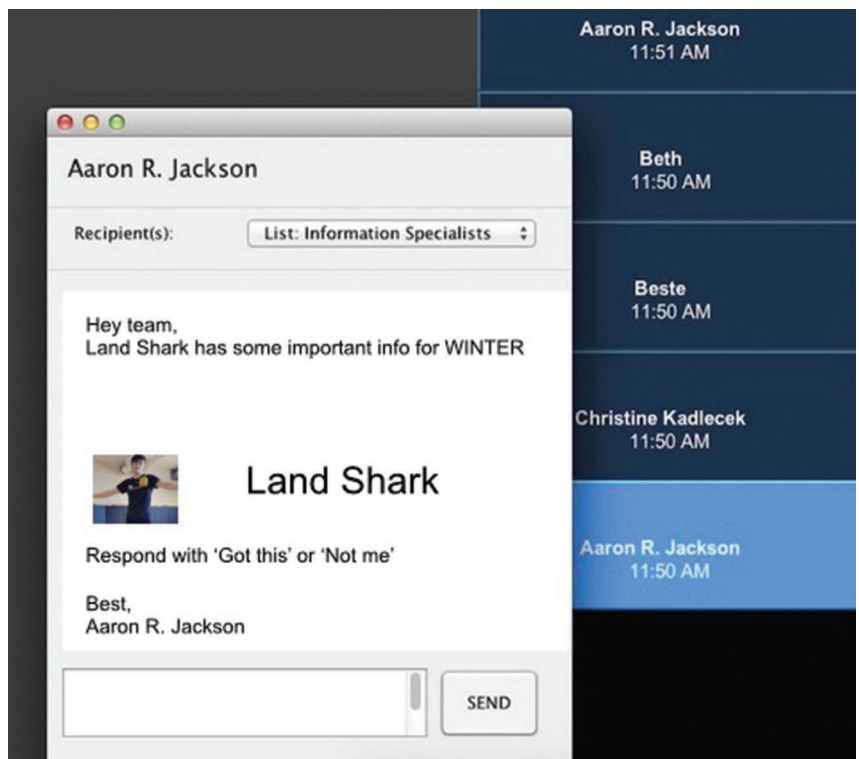 Aaron R. Jackson
11:51 AM
Beth
11:50 AM
Beste
11:50 AM
Christine Kadlecek
11:50 AM
Aaron R. Jackson
11:50 AM
Aaron R. Jackson
Recipient(s):
List: Information Specialists
Hey team,
Land Shark has some important info for WINTER
Land Shark
Respond with ‘Got this’ or ‘Not me’
Best,
Aaron R. Jackson
SEND